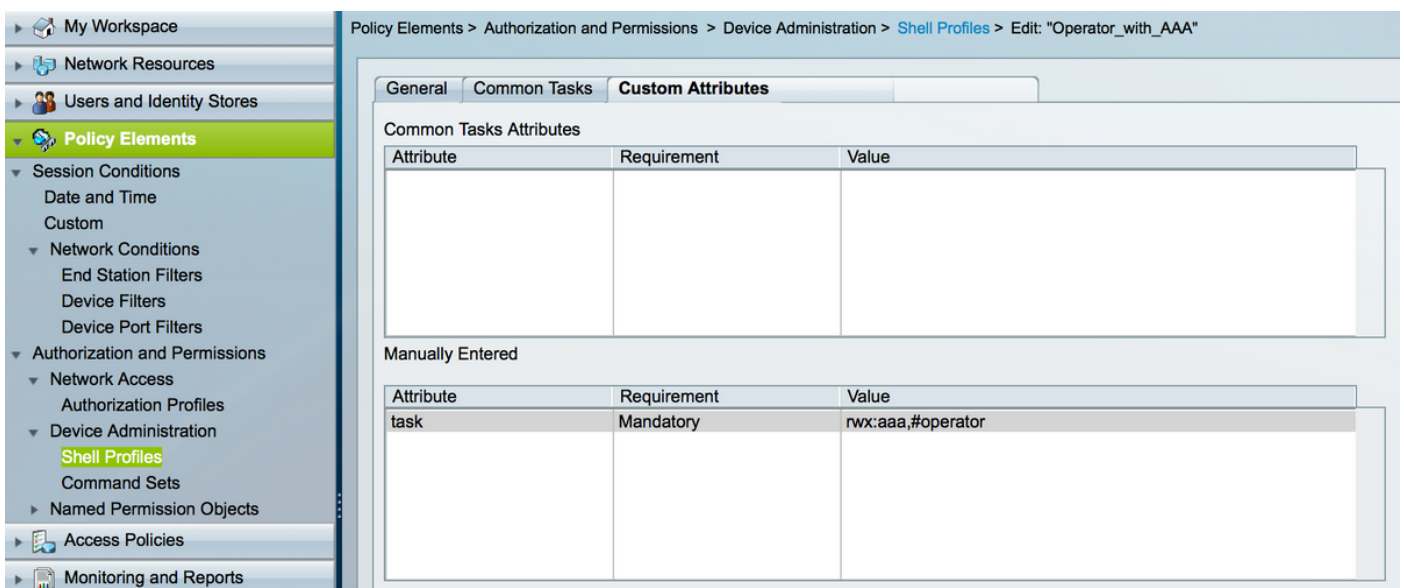 My Workspace
Network Resources
Users and Identity Stores
Policy Elements
Session Conditions
Date and Time
Custom
Network Conditions
End Station Filters
Device Filters
Device Port Filters
Authorization and Permissions
Network Access
Authorization Profiles
Device Administration
Shell Profiles
Command Sets
Named Permission Objects
Access Policies
Monitoring and Reports
Policy Elements > Authorization and Permissions > Device Administration > Shell Profiles > Edit: "Operator_with_AAA"
General Common Tasks Custom Attributes
Common Tasks Attributes
Attribute Requirement Value
Manually Entered
Attribute Requirement Value
task Mandatory rwx:aaa,#operator